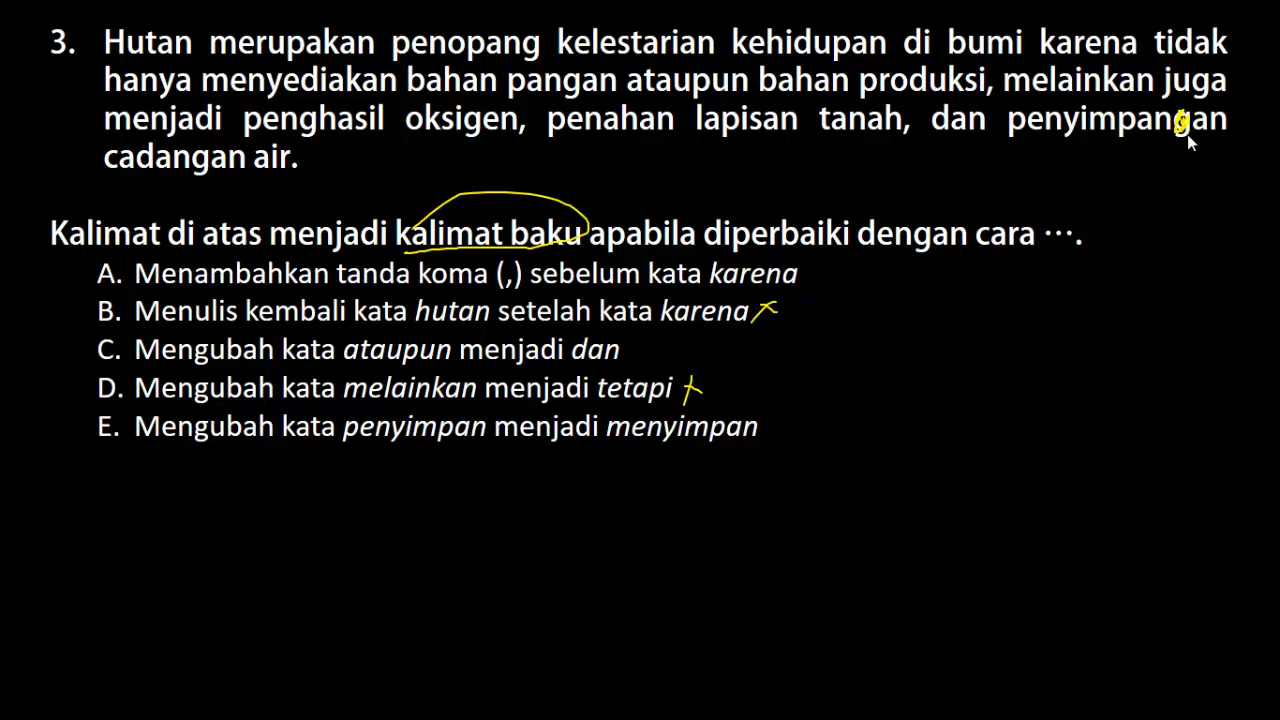 3. Hutan merupakan penopang kelestarian kehidupan di bumi karena tidak
hanya menyediakan bahan pangan ataupun bahan produksi, melainkan juga
menjadi penghasil oksigen, penahan lapisan tanah, dan penyimpangan
cadangan air.
Kalimat di atas menjadi kalimat baku apabila diperbaiki dengan cara ⋯.
A. Menambahkan tanda koma (,) sebelum kata karena
B. Menulis kembali kata hutan setelah kata karena
C. Mengubah kata ataupun menjadi dan
D. Mengubah kata melainkan menjadi tetapi
E. Mengubah kata penyimpan menjadi menyimpan